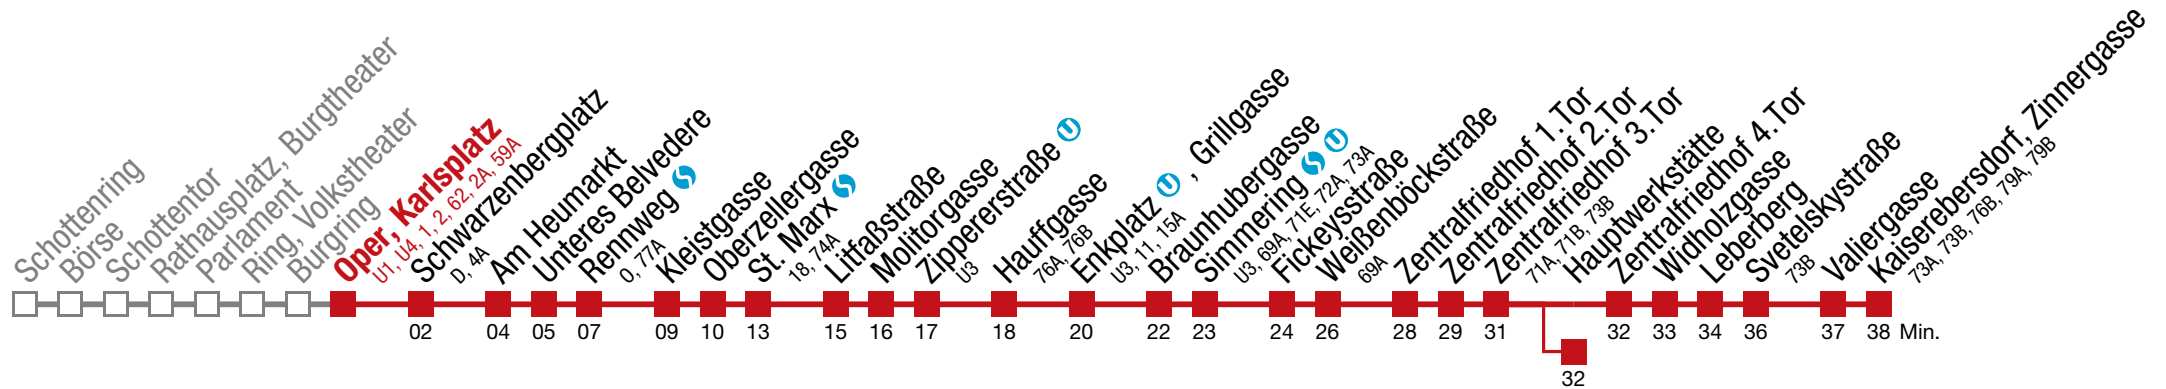 Schottenring
Börse
Schottentor
Rathausplatz, Burgtheater
Parlament
Ring, Volkstheater
Burgring
Oper, Karlsplatz
U1, U4, 1, 2, 62, 2A, 59A
Schwarzenbergplatz
D, 4A
Am Heumarkt
Unteres Belvedere
Rennweg S
O, 77A
Kleistgasse
Oberzellergasse
St. Marx S
18, 74A
Litfaßstraße
Molitorgasse
Zippererstraße U
U3
Hauffgasse
76A, 76B
Enkplatz U , Grillgasse
U3, 11, 15A
Braunhubergasse
Simmering S U
U3, 69A, 71E, 72A, 73A
Fickeysstraße
Weißenböckstraße
69A
Zentralfriedhof 1.Tor
Zentralfriedhof 2.Tor
Zentralfriedhof 3.Tor
71A, 71B, 73B
Hauptwerkstätte
Zentralfriedhof 4.Tor
Widholzgasse
Leberberg
Svetelskystraße
73B
Valiergasse
Kaiserebersdorf, Zinnergasse
73A, 73B, 76B, 79A, 79B
02 04 05 07 09 10 13 15 16 17 18 20 22 23 24 26 28 29 31 32 33 34 36 37 38 Min.
32